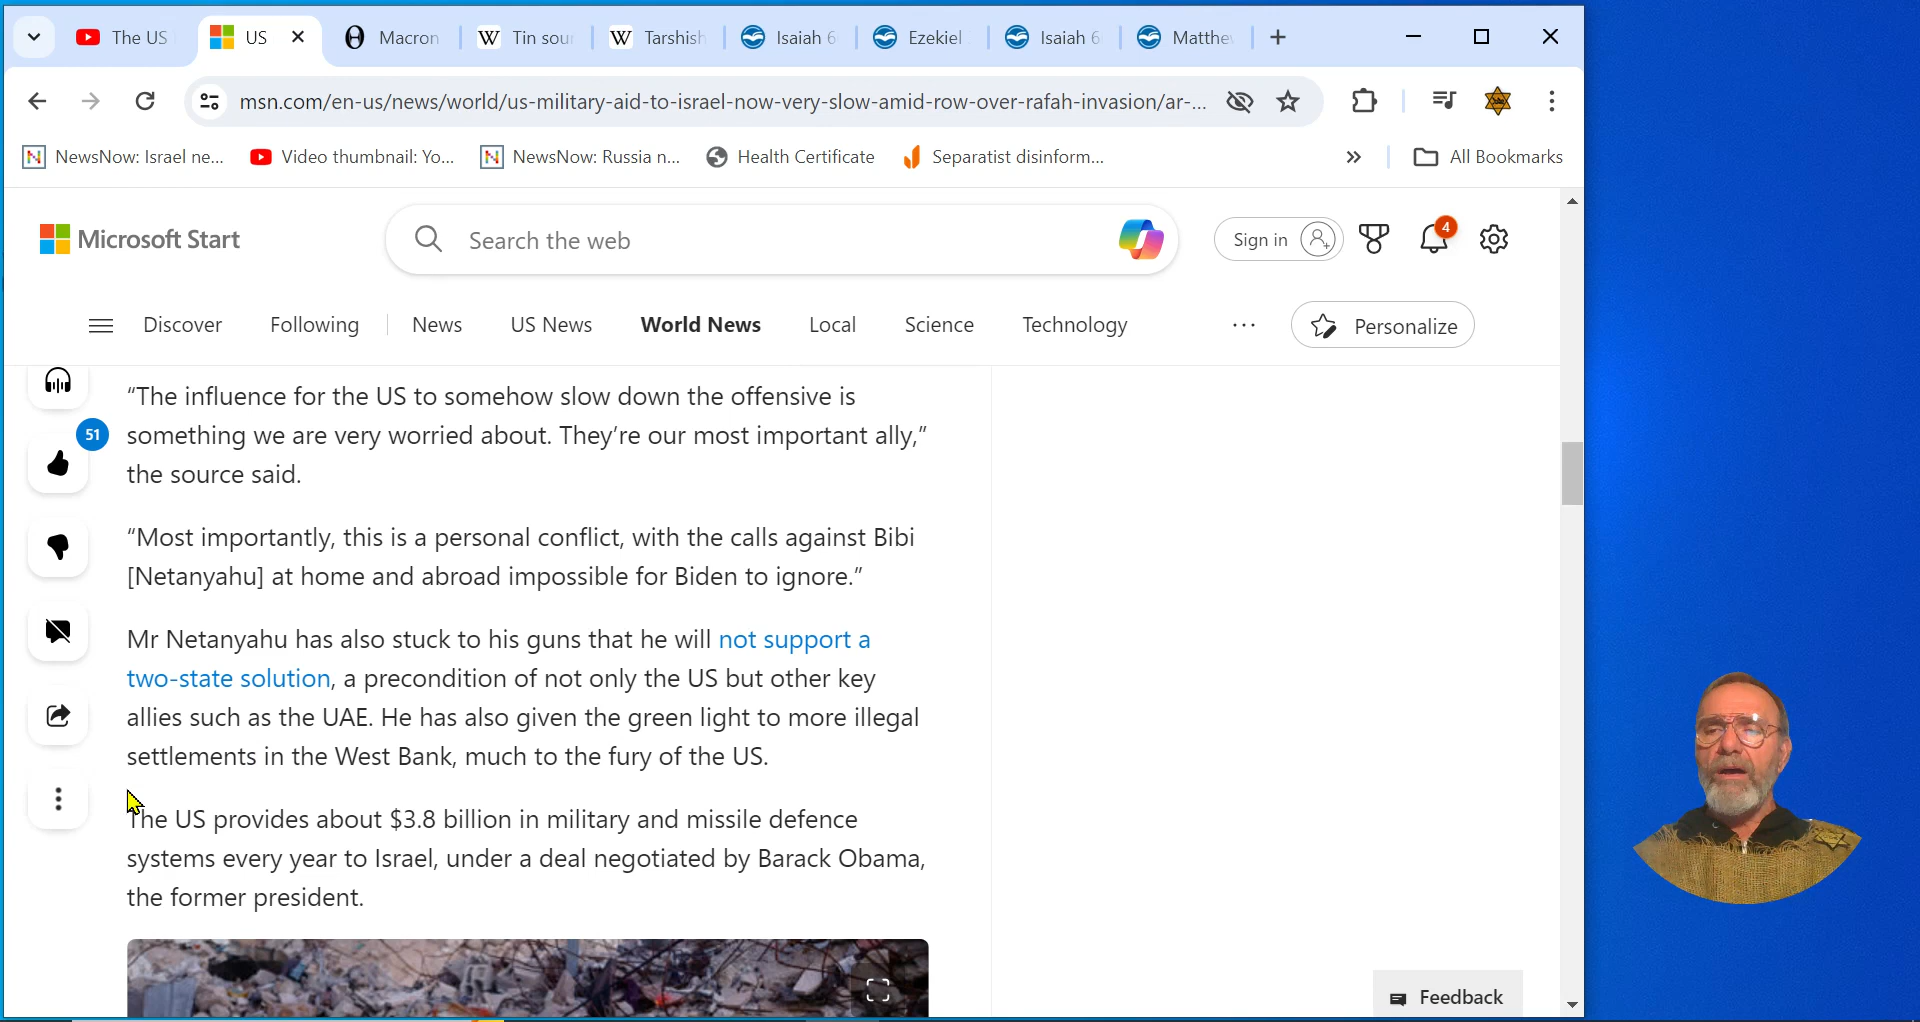 The US
US
Macron
Tin sour
Tarshish
Isaiah 6
Ezekiel
Isaiah 6
Matthe
msn.com/en-us/news/world/us-military-aid-to-israel-now-very-slow-amid-row-over-rafah-invasion/ar-...
NewsNow: Israel ne...
Video thumbnail: Yo...
NewsNow: Russia n...
Health Certificate
Separatist disinform...
All Bookmarks
Microsoft Start
Search the web
Sign in
4
Discover
Following
News
US News
World News
Local
Science
Technology
Personalize
“The influence for the US to somehow slow down the offensive is
51
something we are very worried about. They’re our most important ally,”
the source said.
“Most importantly, this is a personal conflict, with the calls against Bibi
[Netanyahu] at home and abroad impossible for Biden to ignore.”
Mr Netanyahu has also stuck to his guns that he will not support a
two-state solution, a precondition of not only the US but other key
allies such as the UAE. He has also given the green light to more illegal
settlements in the West Bank, much to the fury of the US.
The US provides about $3.8 billion in military and missile defence
systems every year to Israel, under a deal negotiated by Barack Obama,
the former president.
Feedback